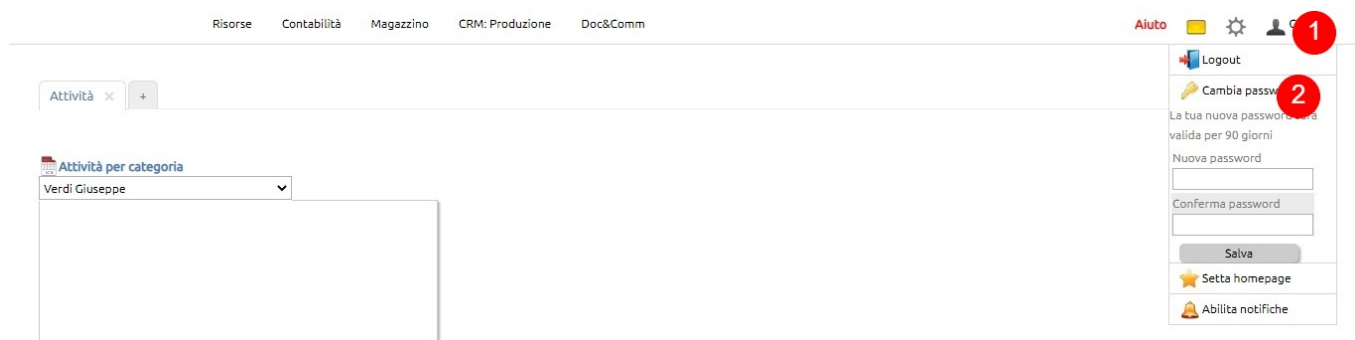 Risorse Contabilità Magazzino CRM: Produzione Doc&Comm Aiuto 1
Logout
Attività × + Cambia 2
La tua nuova password
valida per 90 giorni
Attività per categoria Nuova password
Verdi Giuseppe
Conferma password
Salva
Setta homepage
Abilita notifiche